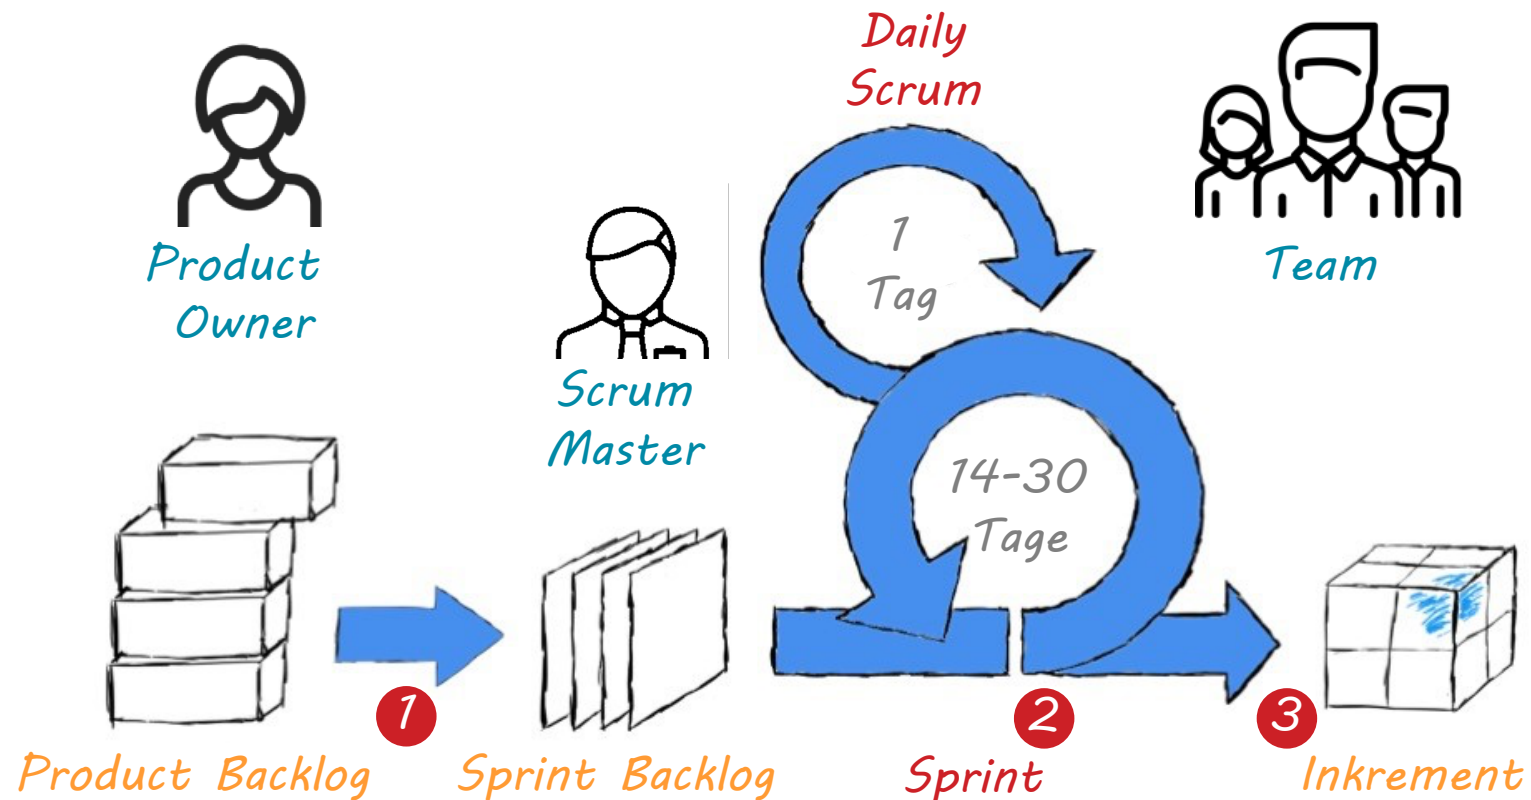 Daily
Scrum
Product
Owner
Scrum
Master
1
Tag
14-30
Tage
Team
1
2
3
Product Backlog
Sprint Backlog
Sprint
Inkrement